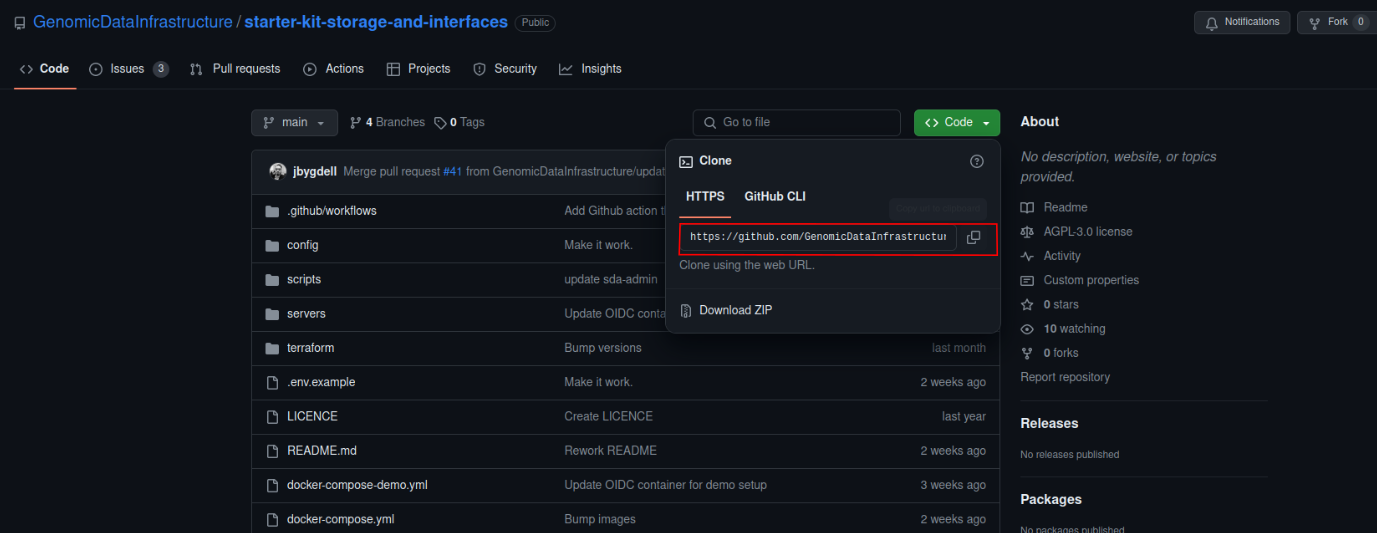 GenomicDataInfrastructure / starter-kit-storage-and-interfaces Public
Notifications Fork 0
Code Issues 3 Pull requests Actions Projects Security Insights
main 4 Branches 0 Tags Go to file Code
jbygdell Merge pull request #41 from GenomicDataInfrastructure/updat
Clone
HTTPS GitHub CLI
https://github.com/GenomicDataInfrastructur
Clone using the web URL.
Download ZIP
.github/workflows Add Github action th
config Make it work.
scripts update sda-admin
servers Update OIDC conta
terraform Bump versions last month
.env.example Make it work. 2 weeks ago
LICENCE Create LICENCE last year
README.md Rework README 2 weeks ago
docker-compose-demo.yml Update OIDC container for demo setup 3 weeks ago
docker-compose.yml Bump images 2 weeks ago
About
No description, website, or topics
provided.
Readme
AGPL-3.0 license
Activity
Custom properties
0 stars
10 watching
0 forks
Report repository
Releases
No releases published
Packages
No packages published